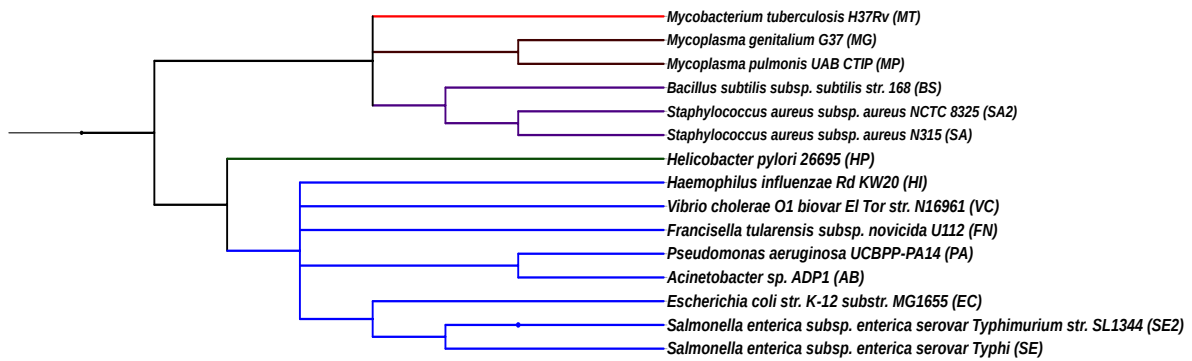 Mycobacterium tuberculosis H37Rv (MT)
Mycoplasma genitalium G37 (MG)
Mycoplasma pulmonis UAB CTIP (MP)
Bacillus subtilis subsp. subtilis str. 168 (BS)
Staphylococcus aureus subsp. aureus NCTC 8325 (SA2)
Staphylococcus aureus subsp. aureus N315 (SA)
Helicobacter pylori 26695 (HP)
Haemophilus influenzae Rd KW20 (HI)
Vibrio cholerae O1 biovar El Tor str. N16961 (VC)
Francisella tularensis subsp. novicida U112 (FN)
Pseudomonas aeruginosa UCBPP-PA14 (PA)
Acinetobacter sp. ADP1 (AB)
Escherichia coli str. K-12 substr. MG1655 (EC)
Salmonella enterica subsp. enterica serovar Typhimurium str. SL1344 (SE2)
Salmonella enterica subsp. enterica serovar Typhi (SE)